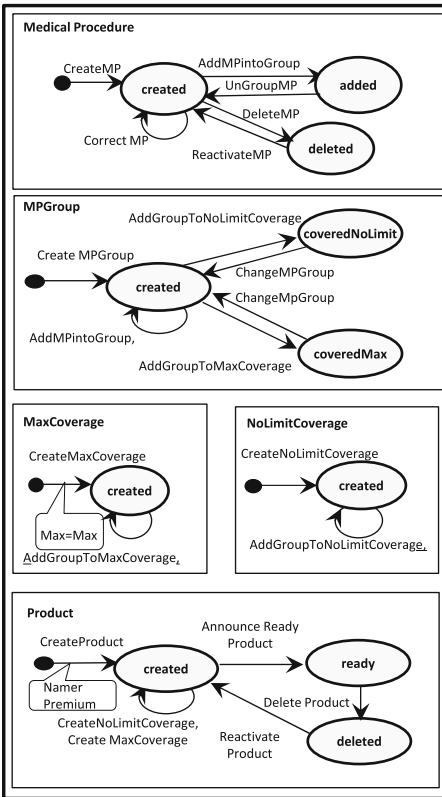 Medical Procedure
AddMPintoGroup
CreateMP
UnGroupMP
created
added
DeleteMP
Correct MP
ReactivateMP
deleted
MPGroup
AddGroupToNoLimitCoverage
coveredNoLimit
Create MPGroup
ChangeMPGroup
created
ChangeMpGroup
AddMPintoGroup,
coveredMax
AddGroupToMaxCoverage
MaxCoverage
CreateMaxCoverage
created
Max=Max
AddGroupToMaxCoverage,
NoLimitCoverage
CreateNoLimitCoverage
created
AddGroupToNoLimitCoverage,
Product
Announce Ready
Product
CreateProduct
created
ready
Namer
Premium
Delete Product
CreateNoLimitCoverage,
Create MaxCoverage
Reactivate
Product
deleted